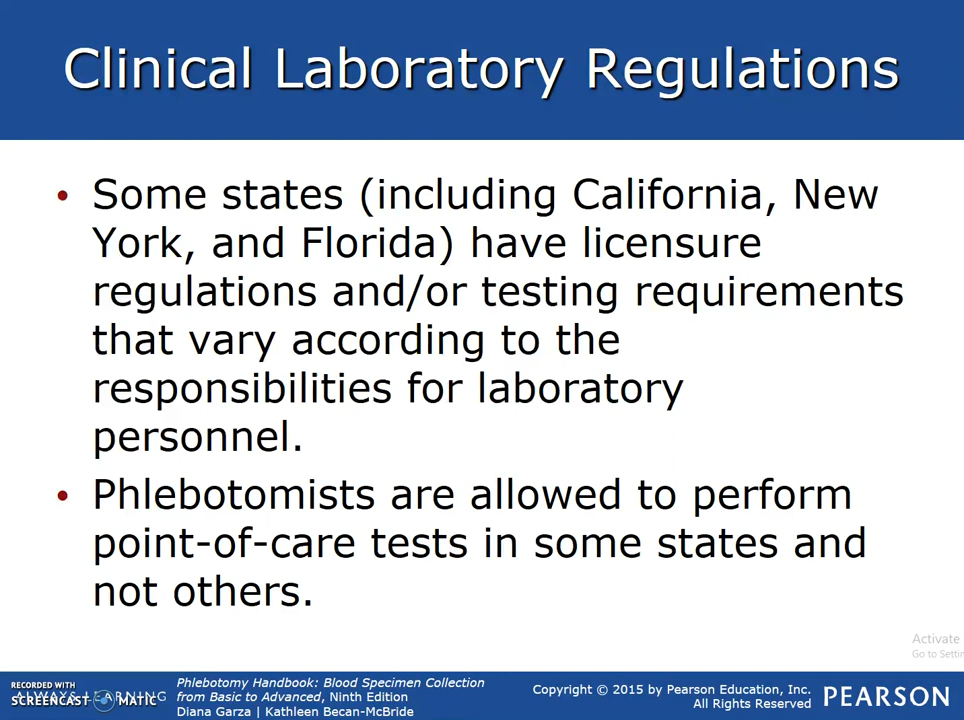 Clinical Laboratory Regulations
• Some states (including California, New
York, and Florida) have licensure
regulations and/or testing requirements
that vary according to the
responsibilities for laboratory
personnel.
• Phlebotomists are allowed to perform
point-of-care tests in some states and
not others.
Activate
Go to Settin
RECORDED WITH
SCREENCAST MATIC
ALWAYS LEARNING
Phlebotomy Handbook: Blood Specimen Collection
from Basic to Advanced, Ninth Edition
Diana Garza | Kathleen Becan-McBride
Copyright © 2015 by Pearson Education, Inc.
All Rights Reserved
PEARSON